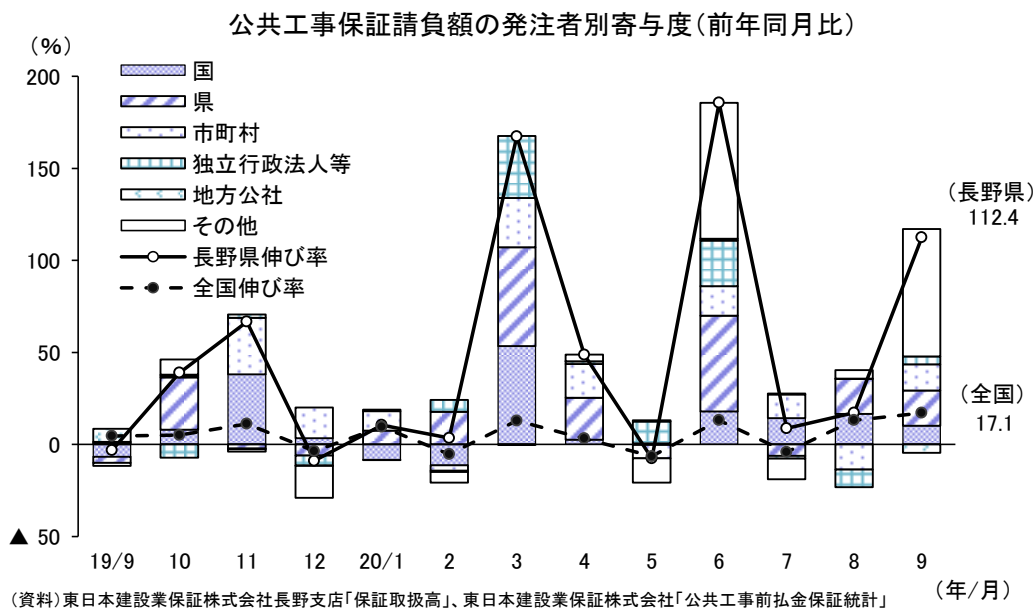 公共工事保証請負額の発注者別寄与度(前年同月比)
(%)
200
150
100
50
0
▲ 50
国
県
市町村
独立行政法人等
地方公社
その他
長野県伸び率
全国伸び率
(長野県)
112.4
(全国)
17.1
19/9 10 11 12 20/1 2 3 4 5 6 7 8 9
(年/月)
(資料)東日本建設業保証株式会社長野支店「保証取扱高」、東日本建設業保証株式会社「公共工事前払金保証統計」